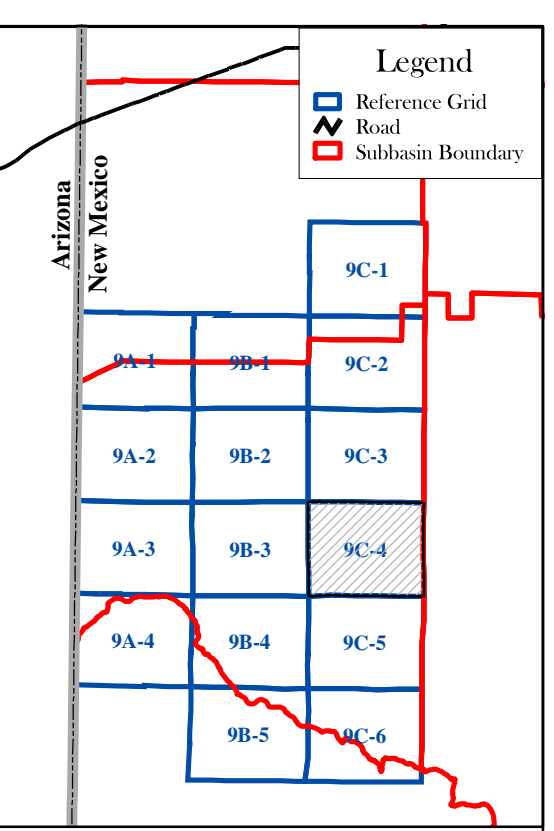 Legend
Reference Grid
Road
Subbasin Boundary
Arizona
New Mexico
9C-1
9A-1
9B-1
9C-2
9A-2
9B-2
9C-3
9A-3
9B-3
9C-4
9A-4
9B-4
9C-5
9B-5
9C-6